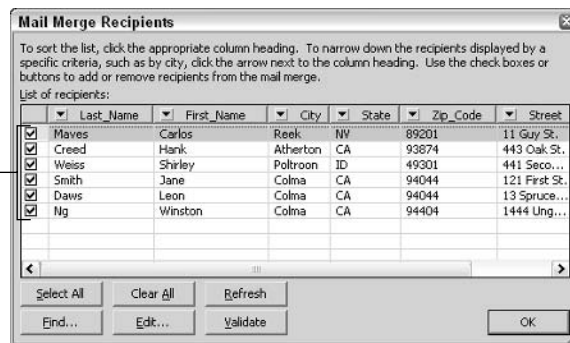 Mail Merge Recipients
To sort the list, click the appropriate column heading. To narrow down the recipients displayed by a
specific criteria, such as by city, click the arrow next to the column heading. Use the check boxes or
buttons to add or remove recipients from the mail merge.
List of recipients:
Last_Name First_Name City State Zip_Code Street
Maves Carlos Reek NV 89201 11 Guy St.
Creed Hank Atherton CA 93874 443 Oak St.
Weiss Shirley Poltroon ID 49301 441 Seco...
Smith Jane Colma CA 94044 121 First St.
Daws Leon Colma CA 94044 13 Spruce...
Ng Winston Colma CA 94404 1444 Ung...
Select All Clear All Refresh
Find... Edit... Validate OK